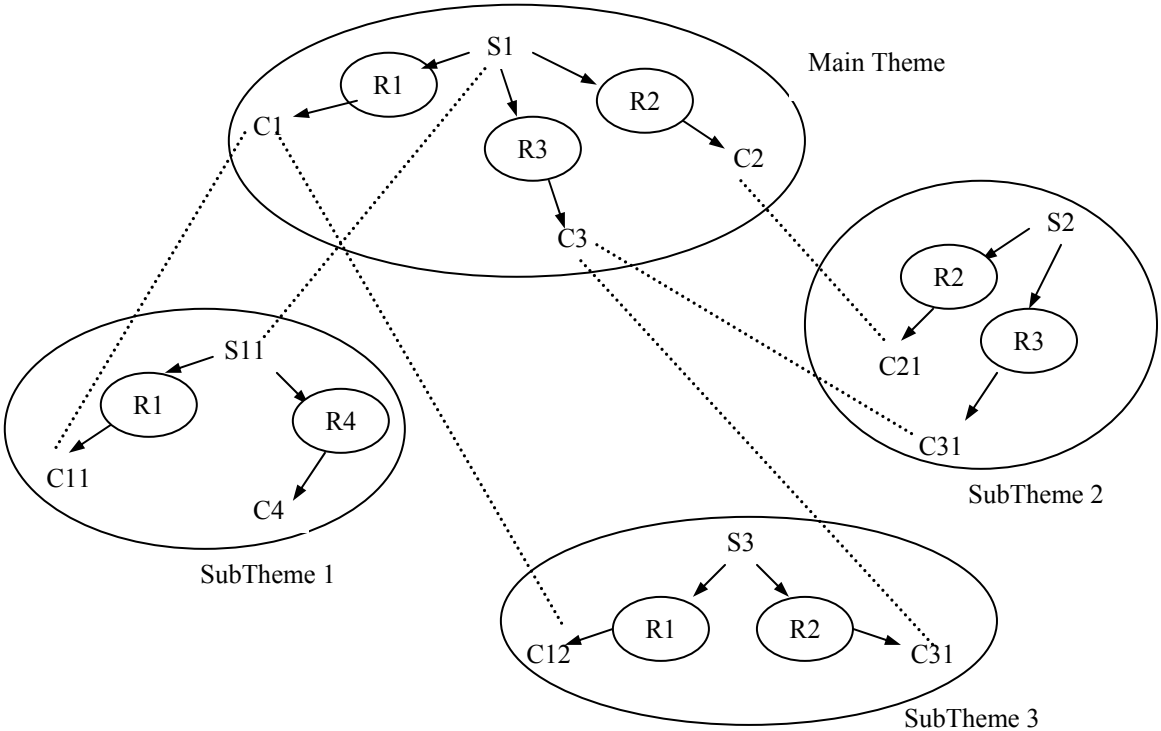 S1
Main Theme
R1
R2
C1
R3
C2
C3
S2
R2
R3
C21
C31
SubTheme 2
S11
R1
R4
C11
C4
SubTheme 1
S3
R1
R2
C12
C31
SubTheme 3